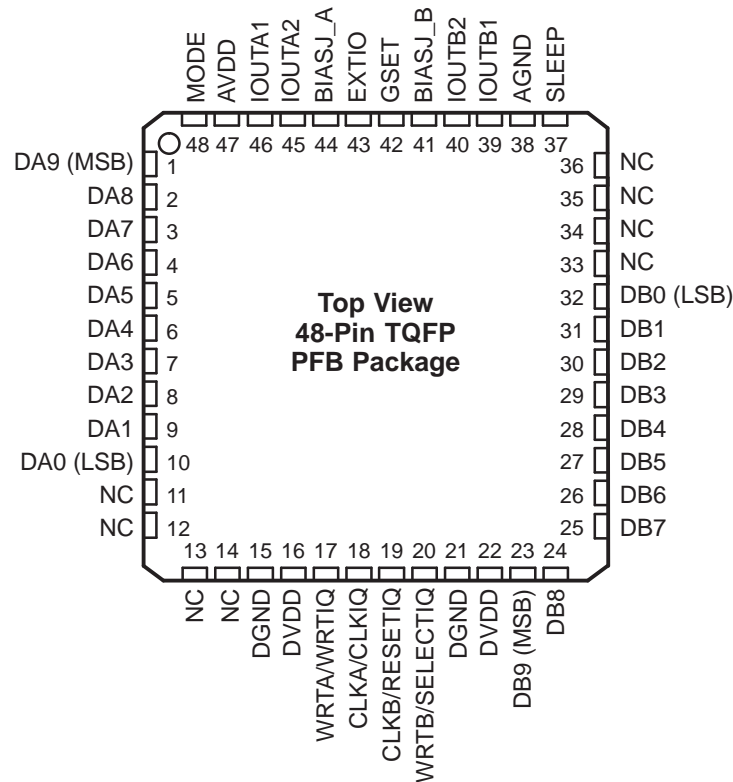 MODE
AVDD
IOUTA1
IOUTA2
BIASJ_A
EXTIO
GSET
BIASJ_B
IOUTB2
IOUTB1
AGND
SLEEP
48 47 46 45 44 43 42 41 40 39 38 37
DA9 (MSB) 1
DA8 2
DA7 3
DA6 4
DA5 5
DA4 6
DA3 7
DA2 8
DA1 9
DA0 (LSB) 10
NC 11
NC 12
Top View
48-Pin TQFP
PFB Package
36 NC
35 NC
34 NC
33 NC
32 DB0 (LSB)
31 DB1
30 DB2
29 DB3
28 DB4
27 DB5
26 DB6
25 DB7
13 14 15 16 17 18 19 20 21 22 23 24
NC
NC
DGND
DVDD
WRTA/WRTIQ
CLKA/CLKIQ
CLKB/RESETIQ
WRTB/SELECTIQ
DGND
DVDD
DB9 (MSB)
DB8